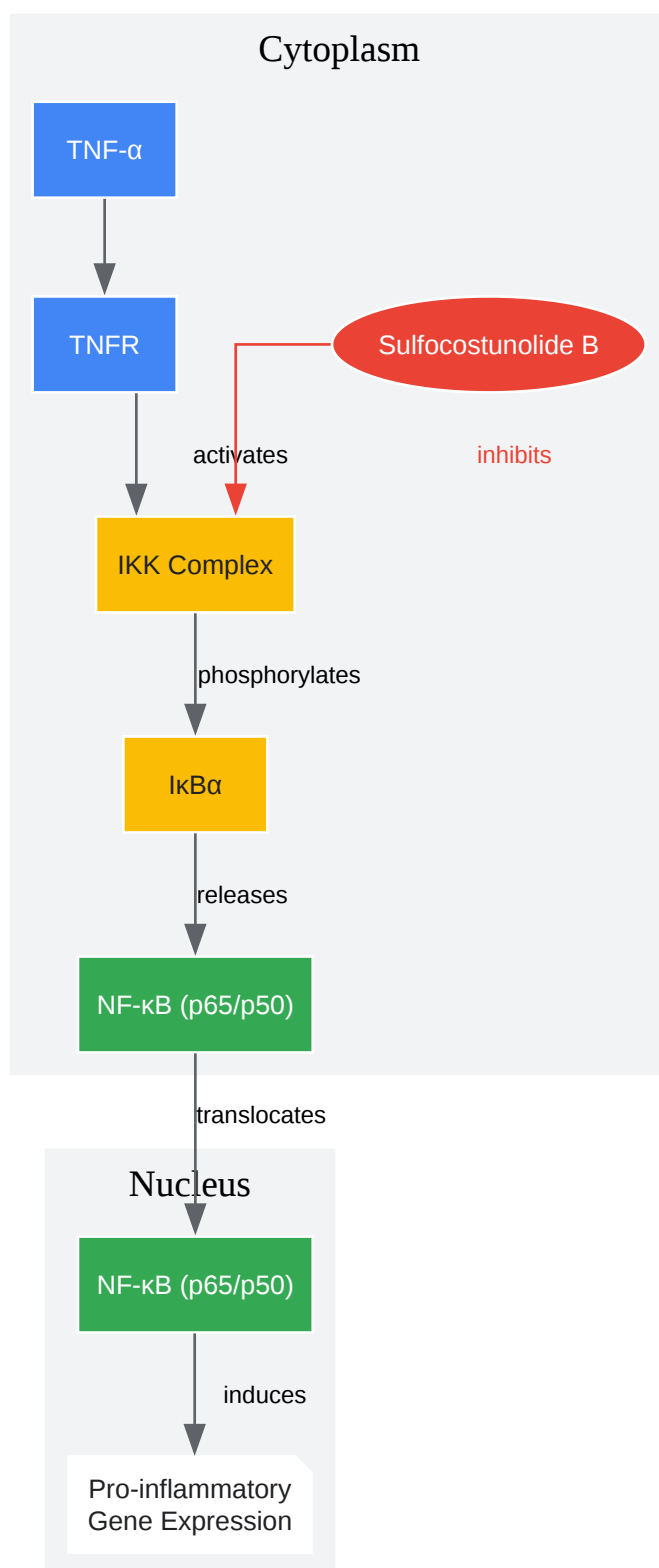 Cytoplasm
TNF-α
TNFR
Sulfocostunolide B
activates
inhibits
IKK Complex
phosphorylates
IκBα
releases
NF-κB (p65/p50)
translocates
Nucleus
NF-κB (p65/p50)
induces
Pro-inflammatory
Gene Expression